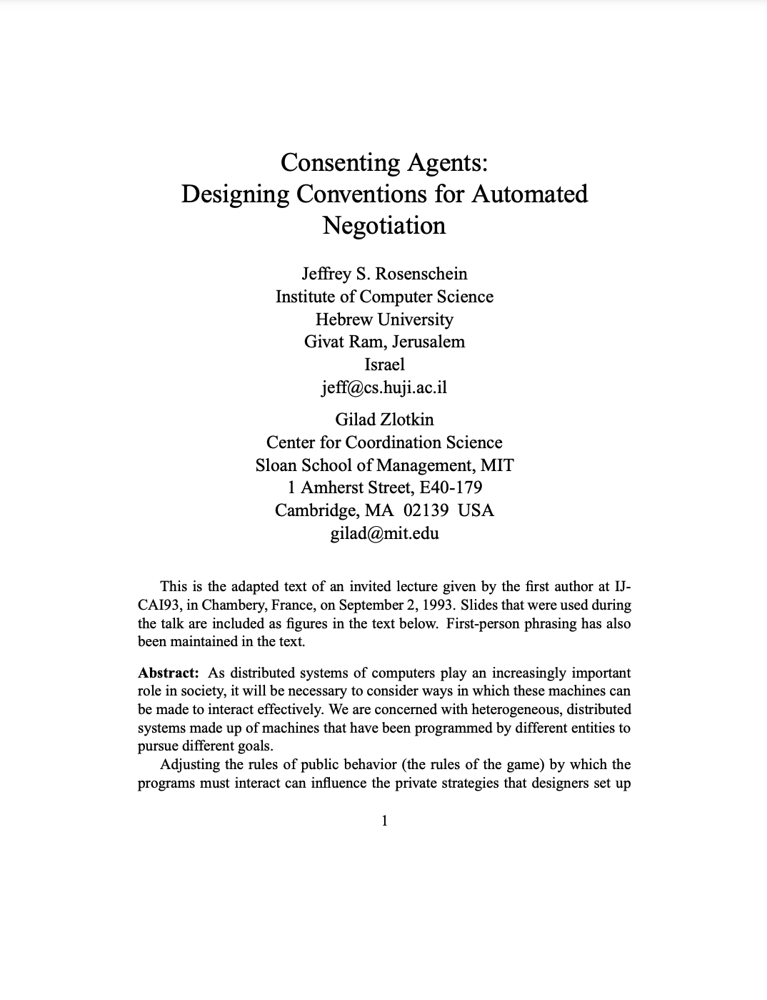 Consenting Agents:
Designing Conventions for Automated
Negotiation
Jeffrey S. Rosenschein
Institute of Computer Science
Hebrew University
Givat Ram, Jerusalem
Israel
jeff@cs.huji.ac.il
Gilad Zlotkin
Center for Coordination Science
Sloan School of Management, MIT
1 Amherst Street, E40-179
Cambridge, MA 02139 USA
gilad@mit.edu
This is the adapted text of an invited lecture given by the first author at IJ-
CAI93, in Chambery, France, on September 2, 1993. Slides that were used during
the talk are included as figures in the text below. First-person phrasing has also
been maintained in the text.
Abstract: As distributed systems of computers play an increasingly important
role in society, it will be necessary to consider ways in which these machines can
be made to interact effectively. We are concerned with heterogeneous, distributed
systems made up of machines that have been programmed by different entities to
pursue different goals.
Adjusting the rules of public behavior (the rules of the game) by which the
programs must interact can influence the private strategies that designers set up
1